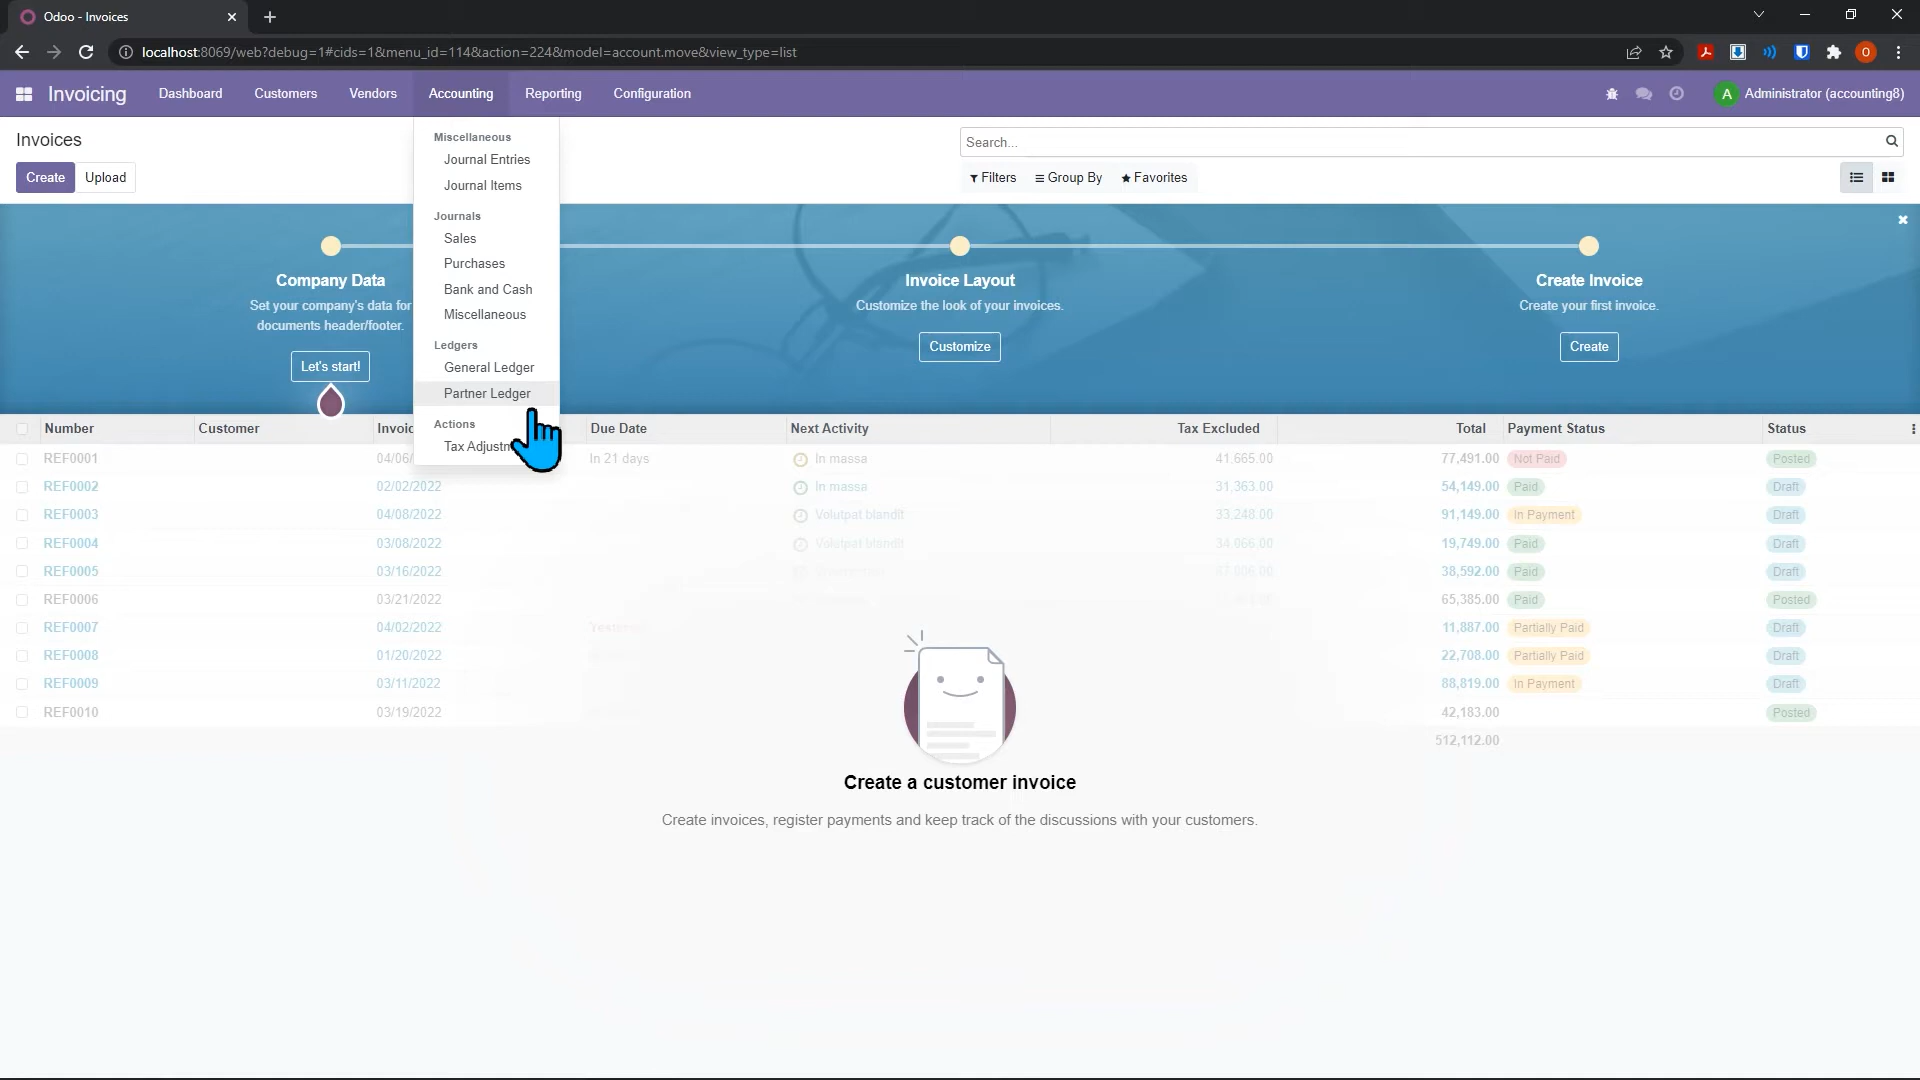 Odoo - Invoices
localhost:8069/web?debug=1#cids=1&menu_id=114&action=224&model=account.move&view_type=list
O
Invoicing Dashboard Customers Vendors Accounting Reporting Configuration
A Administrator (accounting8)
Invoices
Search...
Create Upload
Filters Group By Favorites
Miscellaneous
Journal Entries
Journal Items
Journals
Sales
Purchases
Bank and Cash
Miscellaneous
Ledgers
General Ledger
Partner Ledger
Actions
Company Data
Set your company's data for
documents header/footer.
Let's start!
Invoice Layout
Customize the look of your invoices.
Customize
Create Invoice
Create your first invoice.
Create
Number Customer Due Date Next Activity Tax Excluded Total Payment Status Status
REF0001 04/06/ In 21 days In massa 41,665.00 77,491.00 Not Paid Posted
REF0002 02/02/2022 In massa 31,363.00 54,149.00 Paid Draft
REF0003 04/08/2022 Volutpat blandit 33,248.00 91,149.00 In Payment Draft
REF0004 03/08/2022 Volutpat blandit 34,066.00 19,749.00 Paid Draft
REF0005 03/16/2022 38,592.00 Paid Draft
REF0006 03/21/2022 65,385.00 Paid Posted
REF0007 04/02/2022 Yesterday 11,887.00 Partially Paid Draft
REF0008 01/20/2022 22,708.00 Partially Paid Draft
REF0009 03/11/2022 88,819.00 In Payment Draft
REF0010 03/19/2022 42,183.00 Posted
512,112.00
Create a customer invoice
Create invoices, register payments and keep track of the discussions with your customers.